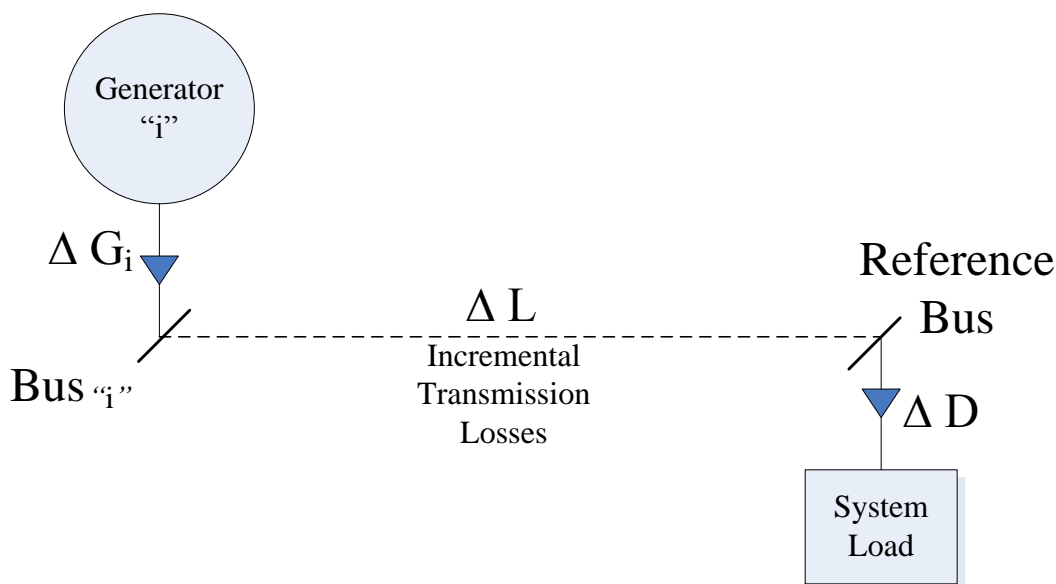 Generator
“i”
Δ Gi
Bus “i”
Δ L
Incremental
Transmission
Losses
Reference
Bus
Δ D
System
Load